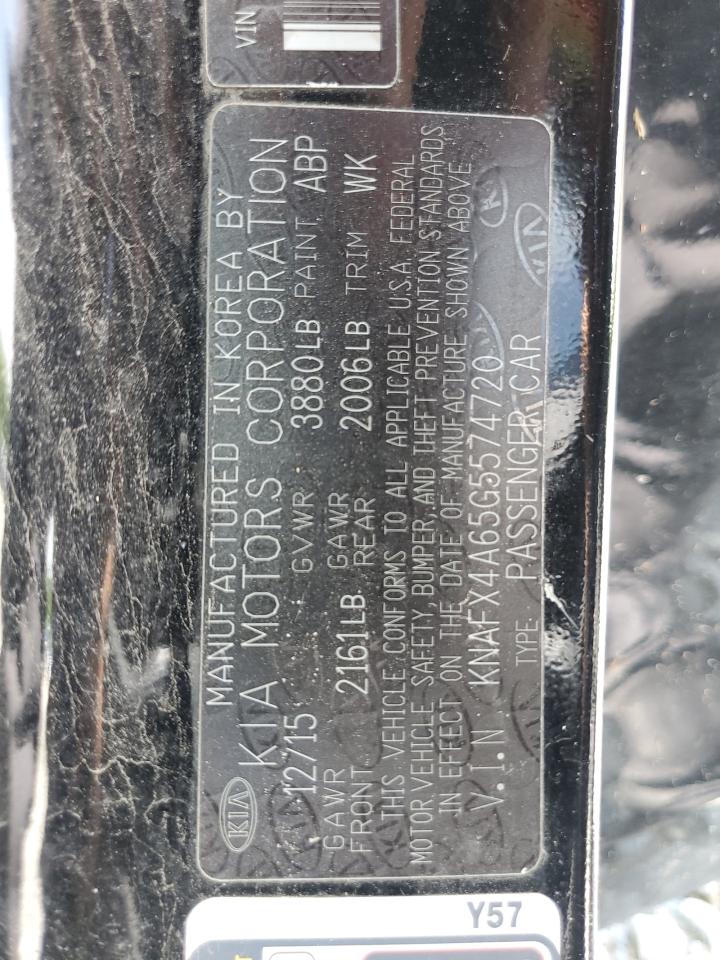 VIN
KIA
MANUFACTURED IN KOREA BY
KIA MOTORS CORPORATION
12/15 GVWR 3880LB PAINT ABP
GAWR FRONT 2161LB GAWR REAR 2006LB TRIM WK
THIS VEHICLE CONFORMS TO ALL APPLICABLE U.S.A. FEDERAL
MOTOR VEHICLE SAFETY, BUMPER, AND THEFT PREVENTION STANDARDS
IN EFFECT ON THE DATE OF MANUFACTURE SHOWN ABOVE
V.I.N KNAFX4A65G5574720
TYPE PASSENGER CAR
Y57